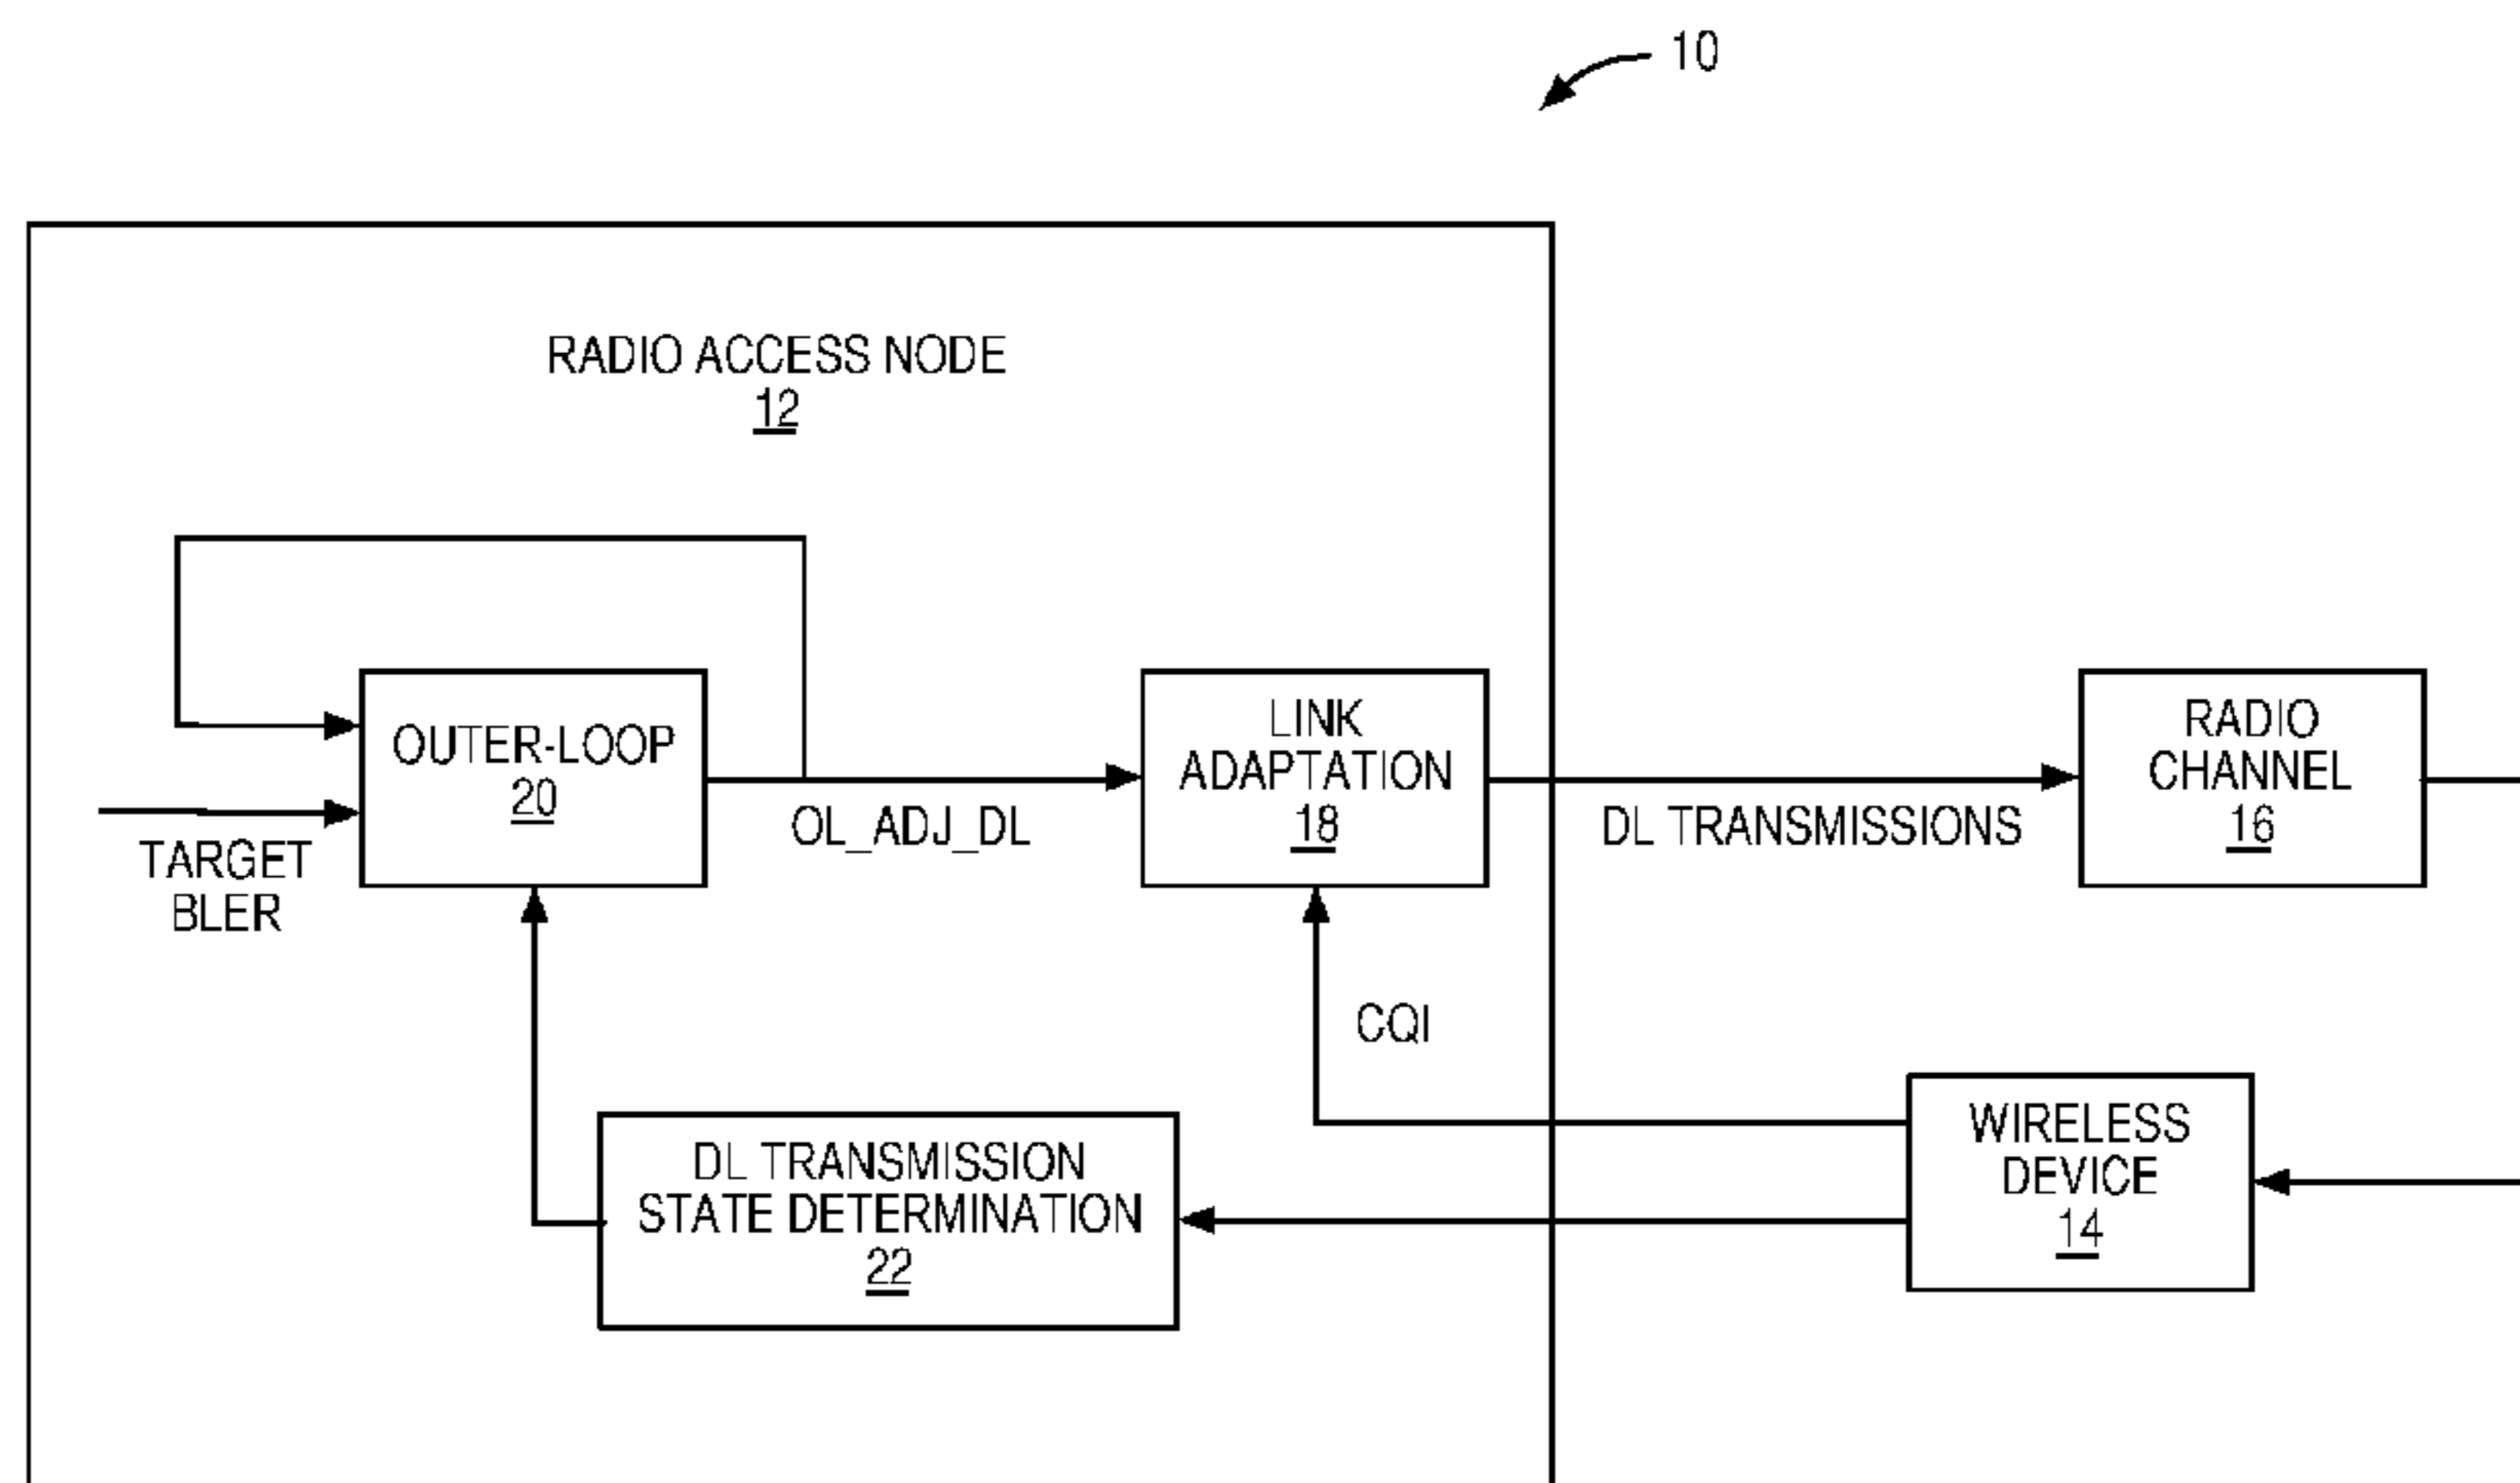 10
RADIO ACCESS NODE
12
OUTER-LOOP
20
TARGET
BLER
OL_ADJ_DL
LINK
ADAPTATION
18
DL TRANSMISSIONS
RADIO
CHANNEL
16
CQI
DL TRANSMISSION
STATE DETERMINATION
22
WIRELESS
DEVICE
14